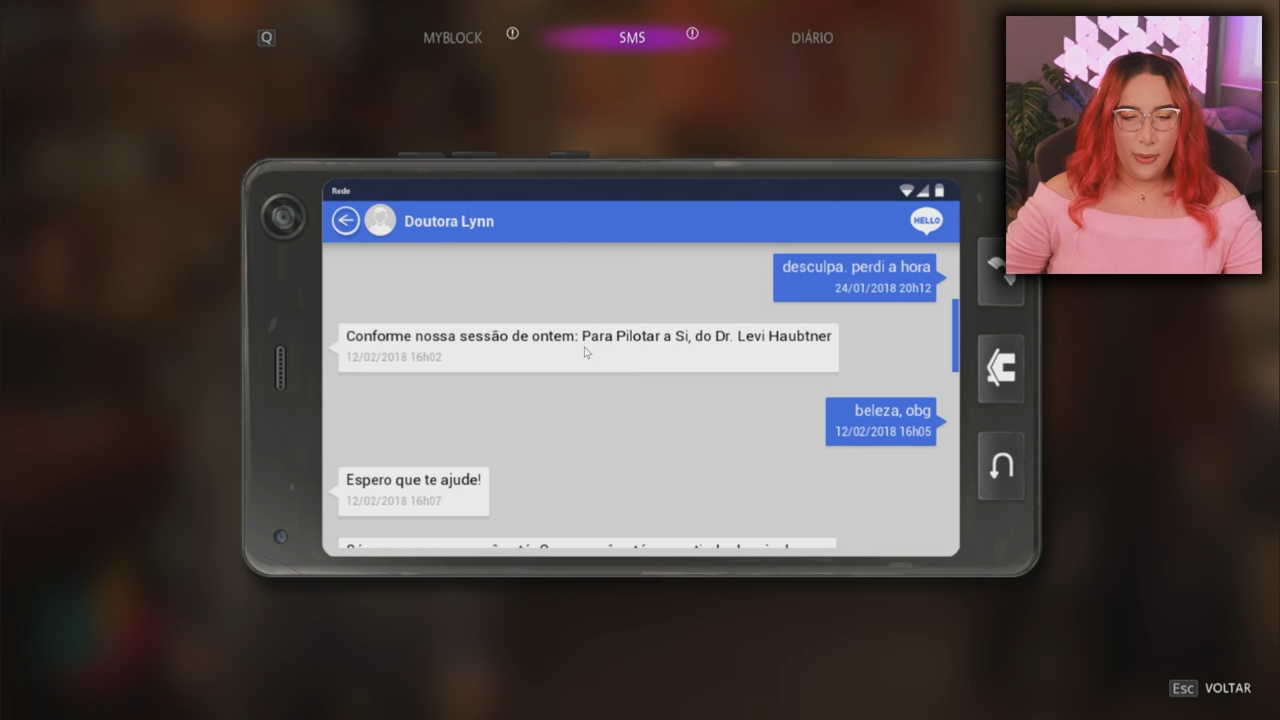 Q
MYBLOCK
SMS
DIÁRIO
Rede
Doutora Lynn
HELLO
desculpa. perdi a hora
24/01/2018 20h12
Conforme nossa sessão de ontem: Para Pilotar a Si, do Dr. Levi Haubtner
12/02/2018 16h02
beleza, obg
12/02/2018 16h05
Espero que te ajude!
12/02/2018 16h07
Esc VOLTAR